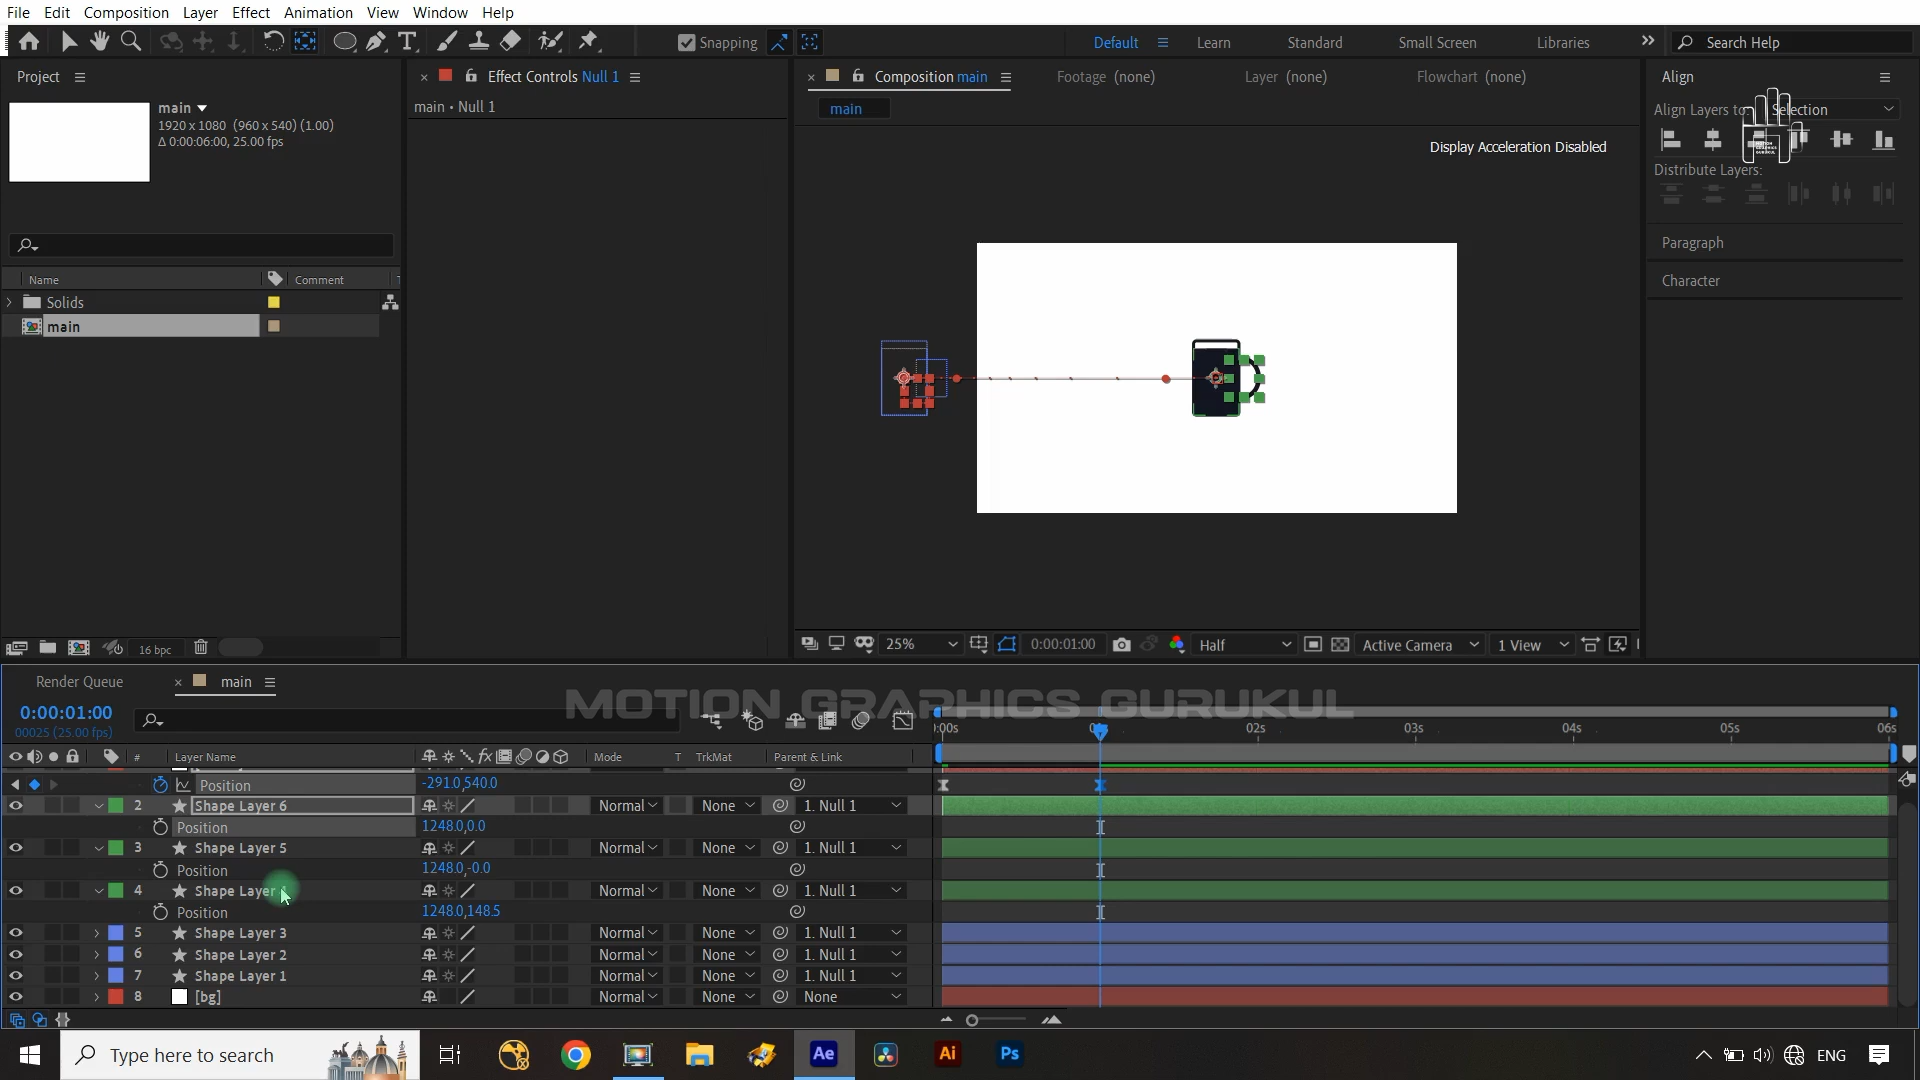 File Edit Composition Layer Effect Animation View Window Help
Snapping
Default Learn Standard Small Screen Libraries Search Help
Project
main
1920 x 1080 (960 x 540) (1.00)
Δ 0:00:06:00, 25.00 fps
Name Comment
Solids
main
16 bpc
Effect Controls Null 1
main • Null 1
Composition main Footage (none) Layer (none) Flowchart (none)
main
Display Acceleration Disabled
25% 0:00:01:00 Half Active Camera 1 View
Align
Align Layers to: Selection
Distribute Layers:
Paragraph
Character
Render Queue main
MOTION GRAPHICS GURUKUL
0:00:01:00
00025 (25.00 fps)
:00s 02s 03s 04s 05s 06s
# Layer Name Mode T TrkMat Parent & Link
Position -291.0,540.0
2 Shape Layer 6 Normal None 1. Null 1
Position 1248.0,0.0
3 Shape Layer 5 Normal None 1. Null 1
Position 1248.0,-0.0
4 Shape Layer Normal None 1. Null 1
Position 1248.0,148.5
5 Shape Layer 3 Normal None 1. Null 1
6 Shape Layer 2 Normal None 1. Null 1
7 Shape Layer 1 Normal None 1. Null 1
8 [bg] Normal None None
Type here to search
Ae Ai Ps ENG